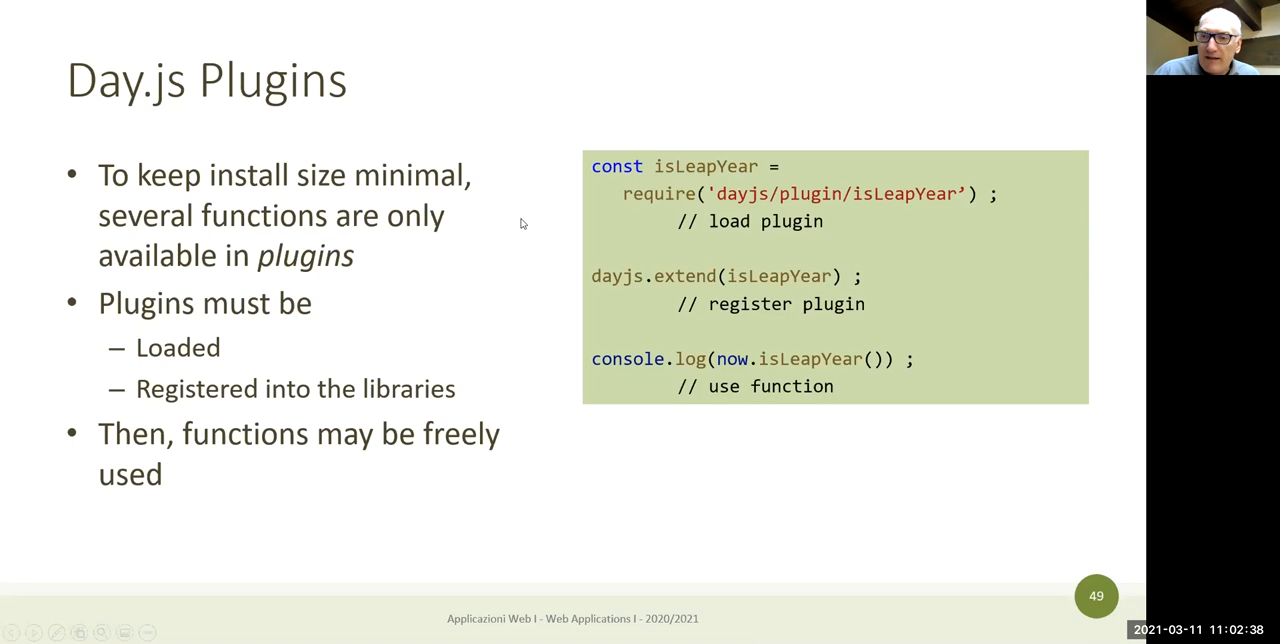 Day.js Plugins
• To keep install size minimal,
several functions are only
available in plugins
• Plugins must be
– Loaded
– Registered into the libraries
• Then, functions may be freely
used
const isLeapYear =
require('dayjs/plugin/isLeapYear’) ;
// load plugin
dayjs.extend(isLeapYear) ;
// register plugin
console.log(now.isLeapYear()) ;
// use function
Applicazioni Web I - Web Applications I - 2020/2021
49
2021-03-11 11:02:38